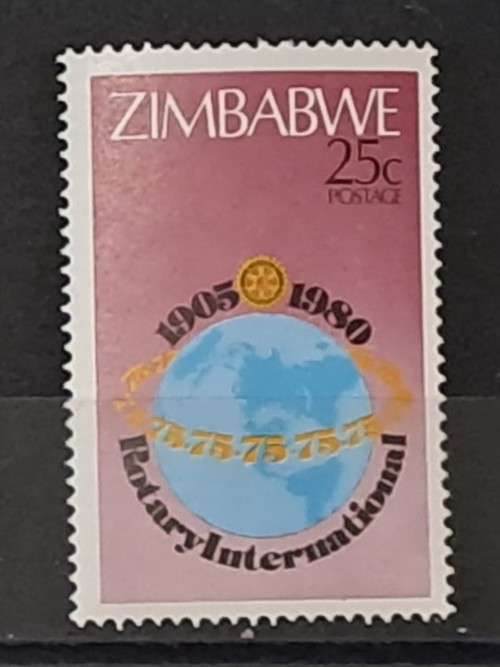 ZIMBABWE
25c
POSTAGE
1905 1980
75.75.75.75.75
Rotary International